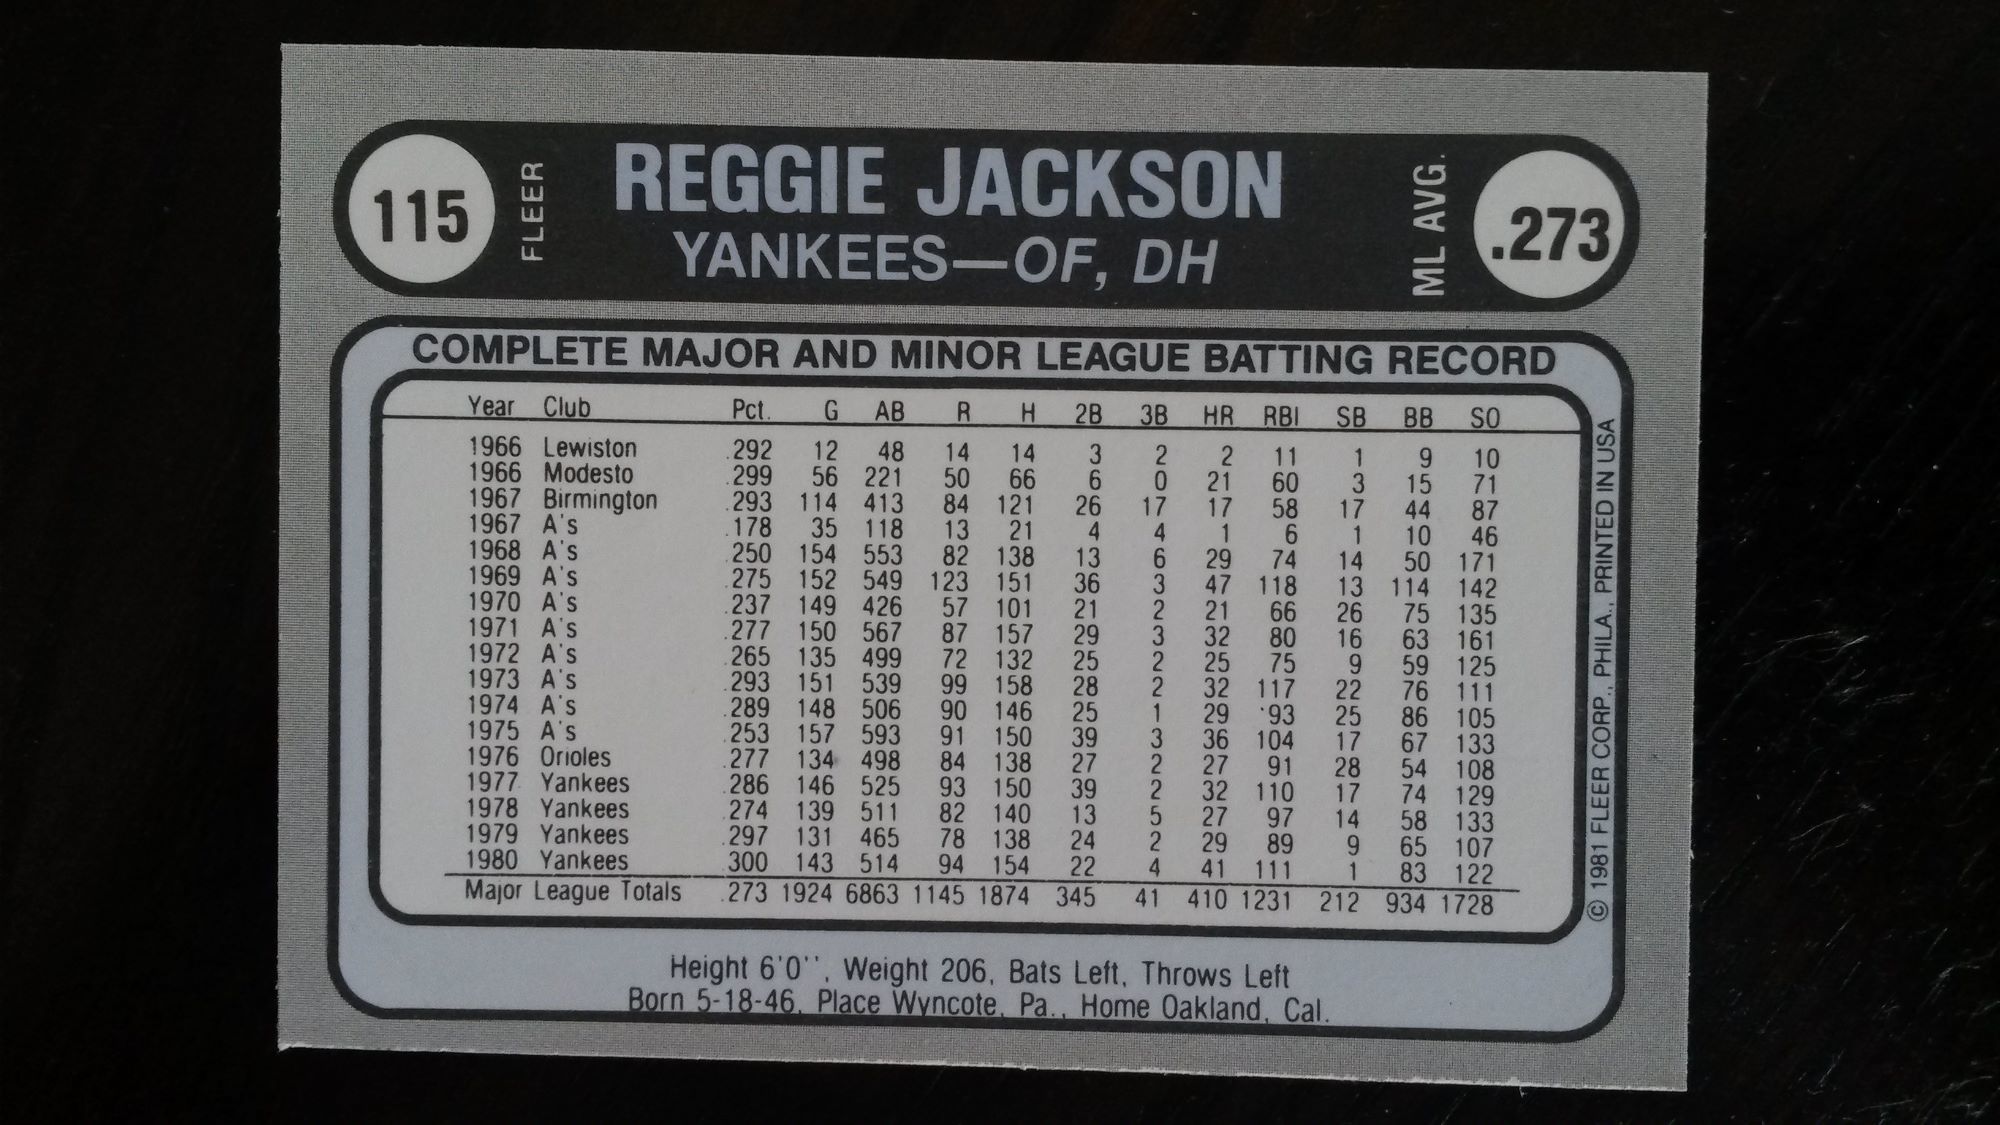 115 FLEER REGGIE JACKSON ML AVG. .273
YANKEES—OF, DH
COMPLETE MAJOR AND MINOR LEAGUE BATTING RECORD
Year Club Pct. G AB R H 2B 3B HR RBI SB BB SO
1966 Lewiston .292 12 48 14 14 3 2 2 11 1 9 10
1966 Modesto .299 56 221 50 66 6 0 21 60 3 15 71
1967 Birmington .293 114 413 84 121 26 17 17 58 17 44 87
1967 A's .178 35 118 13 21 4 4 1 6 1 10 46
1968 A's .250 154 553 82 138 13 6 29 74 14 50 171
1969 A's .275 152 549 123 151 36 3 47 118 13 114 142
1970 A's .237 149 426 57 101 21 2 21 66 26 75 135
1971 A's .277 150 567 87 157 29 3 32 80 16 63 161
1972 A's .265 135 499 72 132 25 2 25 75 9 59 125
1973 A's .293 151 539 99 158 28 2 32 117 22 76 111
1974 A's .289 148 506 90 146 25 1 29 93 25 86 105
1975 A's .253 157 593 91 150 39 3 36 104 17 67 133
1976 Orioles .277 134 498 84 138 27 2 27 91 28 54 108
1977 Yankees .286 146 525 93 150 39 2 32 110 17 74 129
1978 Yankees .274 139 511 82 140 13 5 27 97 14 58 133
1979 Yankees .297 131 465 78 138 24 2 29 89 9 65 107
1980 Yankees .300 143 514 94 154 22 4 41 111 1 83 122
Major League Totals .273 1924 6863 1145 1874 345 41 410 1231 212 934 1728
Height 6'0'', Weight 206, Bats Left, Throws Left
Born 5-18-46, Place Wyncote, Pa., Home Oakland, Cal.
© 1981 FLEER CORP., PHILA., PRINTED IN USA